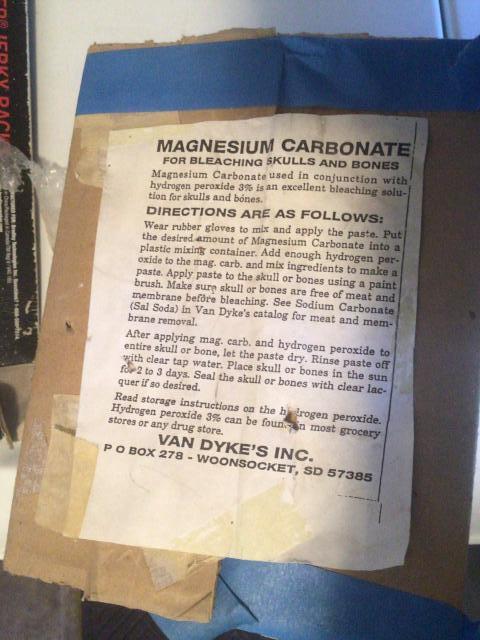 JERKY PACK
MAGNESIUM CARBONATE
FOR BLEACHING SKULLS AND BONES
Magnesium Carbonate used in conjunction with
hydrogen peroxide 3% is an excellent bleaching solu-
tion for skulls and bones.
DIRECTIONS ARE AS FOLLOWS:
Wear rubber gloves to mix and apply the paste. Put
the desired amount of Magnesium Carbonate into a
plastic mixing container. Add enough hydrogen per-
oxide to the mag. carb. and mix ingredients to make a
paste. Apply paste to the skull or bones using a paint
brush. Make sure skull or bones are free of meat and
membrane before bleaching. See Sodium Carbonate
(Sal Soda) in Van Dyke's catalog for meat and mem-
brane removal.
After applying mag. carb. and hydrogen peroxide to
entire skull or bone, let the paste dry. Rinse paste off
with clear tap water. Place skull or bones in the sun
for 2 to 3 days. Seal the skull or bones with clear lac-
quer if so desired.
Read storage instructions on the hydrogen peroxide.
Hydrogen peroxide 3% can be found in most grocery
stores or any drug store.
VAN DYKE'S INC.
P O BOX 278 - WOONSOCKET, SD 57385